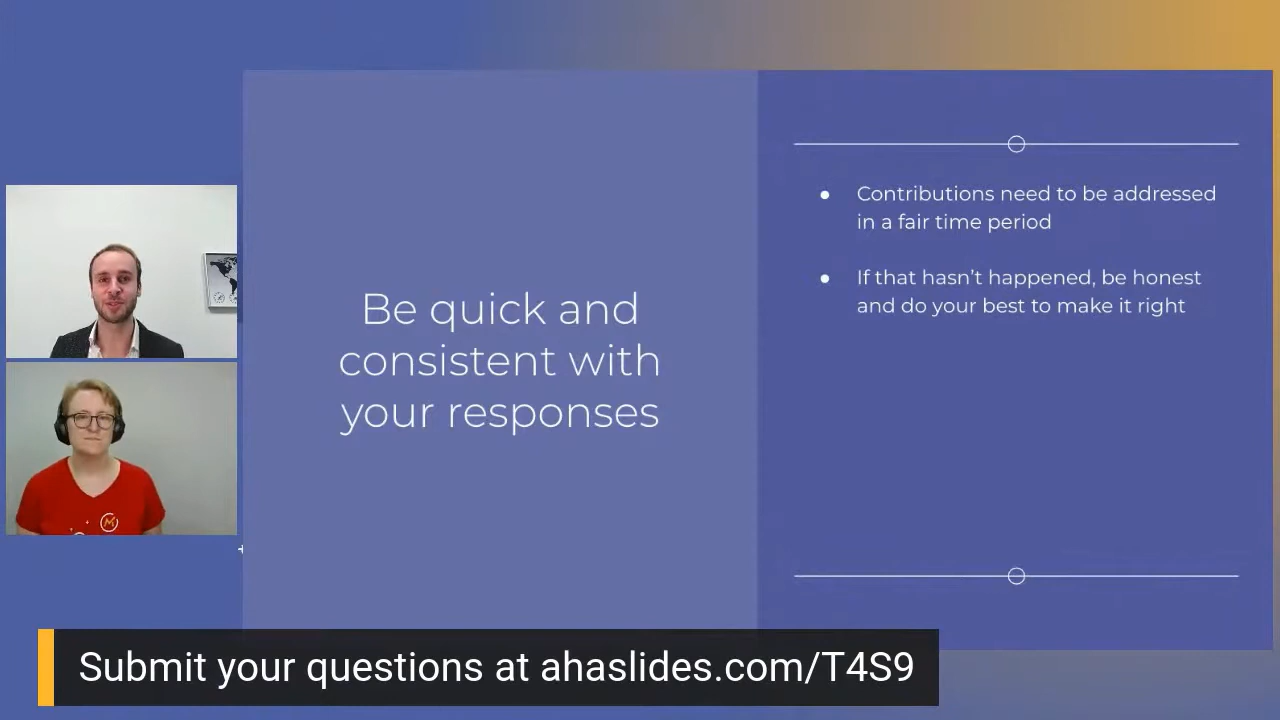 Be quick and
consistent with
your responses
● Contributions need to be addressed
in a fair time period
● If that hasn't happened, be honest
and do your best to make it right
Submit your questions at ahaslides.com/T4S9